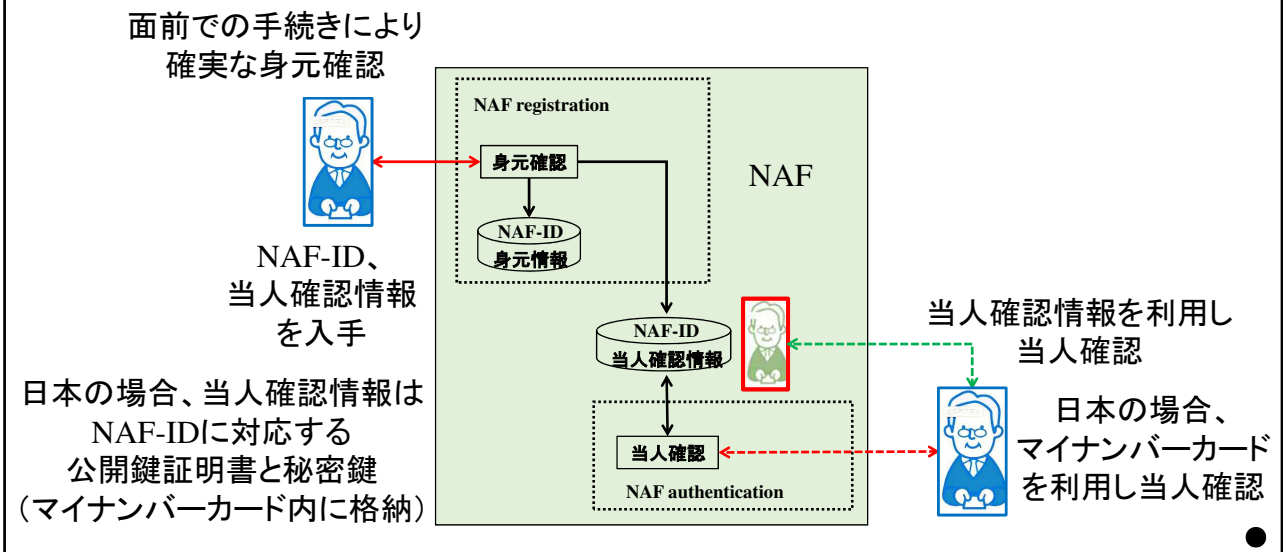 面前での手続きにより
確実な身元確認
NAF-ID、
当人確認情報
を入手
日本の場合、当人確認情報は
NAF-IDに対応する
公開鍵証明書と秘密鍵
（マイナンバーカード内に格納）
NAF registration
身元確認
NAF-ID
身元情報
NAF
NAF-ID
当人確認情報
当人確認
NAF authentication
当人確認情報を利用し
当人確認
日本の場合、
マイナンバーカード
を利用し当人確認